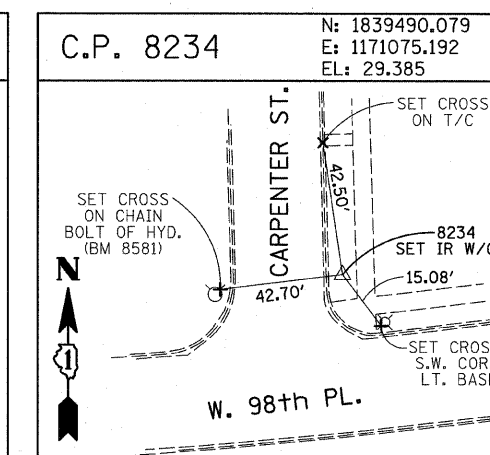 C.P. 8234
N: 1839490.079
E: 1171075.192
EL: 29.385
SET CROSS
ON T/C
CARPENTER ST.
42.50'
SET CROSS
ON CHAIN
BOLT OF HYD.
(BM 8581)
8234
SET IR W/
N
42.70'
15.08'
1
SET CROS
S.W. COR
LT. BAS
W. 98th PL.